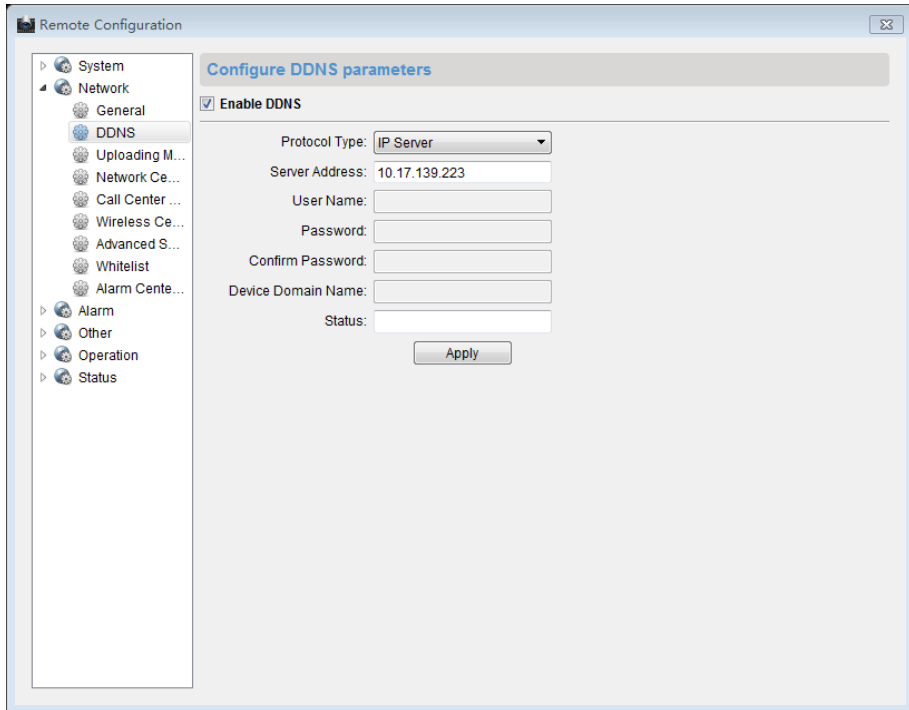 Remote Configuration
System
Network
General
DDNS
Uploading M...
Network Ce...
Call Center ...
Wireless Ce...
Advanced S...
Whitelist
Alarm Cente...
Alarm
Other
Operation
Status
Configure DDNS parameters
Enable DDNS
Protocol Type: IP Server
Server Address: 10.17.139.223
User Name:
Password:
Confirm Password:
Device Domain Name:
Status:
Apply